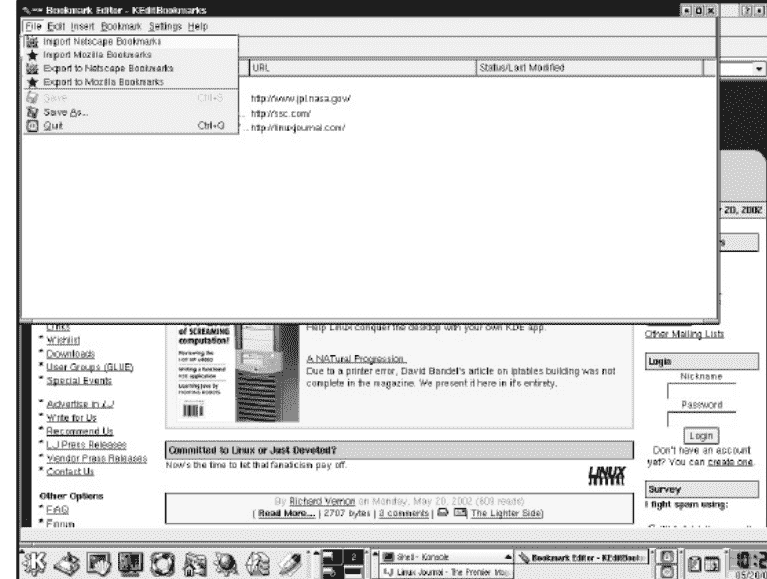 Bookmark Editor - KEditBookmarks
File Edit Insert Bookmark Settings Help
Import Netscape Bookmarks
Import Mozilla Bookmarks
Export to Netscape Bookmarks
Export to Mozilla Bookmarks
Save Ctrl+S
Save As...
Quit Ctrl+Q
URL Status/Last Modified
http://www.jpl.nasa.gov/
... http://ssc.com/
... http://linuxjournal.com/
20, 2002
Links
* Wishlist
* Downloads
* User Groups (GLUE)
* Special Events
* Advertise in LJ
* Write for Us
* Recommend Us
* LJ Press Releases
* Vendor Press Releases
* Contact Us
Other Options
* FAQ
* Forum
of SCREAMING
computation!
Help Linux conquer the desktop with your own KDE app.
A NATural Progression
Due to a printer error, David Bandel's article on iptables building was not
complete in the magazine. We present it here in it's entirety.
Committed to Linux or Just Devoted?
Now's the time to let that fanaticism pay off.
LINUX
JOURNAL
By Richard Vernon on Monday, May 20, 2002 (609 reads)
( Read More... | 2707 bytes | 3 comments | The Lighter Side)
Other Mailing Lists
Login
Nickname
Password
Login
Don't have an account
yet? You can create one.
Survey
I fight spam using:
2
Shell - Konsole
Bookmark Editor - KEditBook
LJ Linux Journal - The Premier Mag
10:2
05/20/0